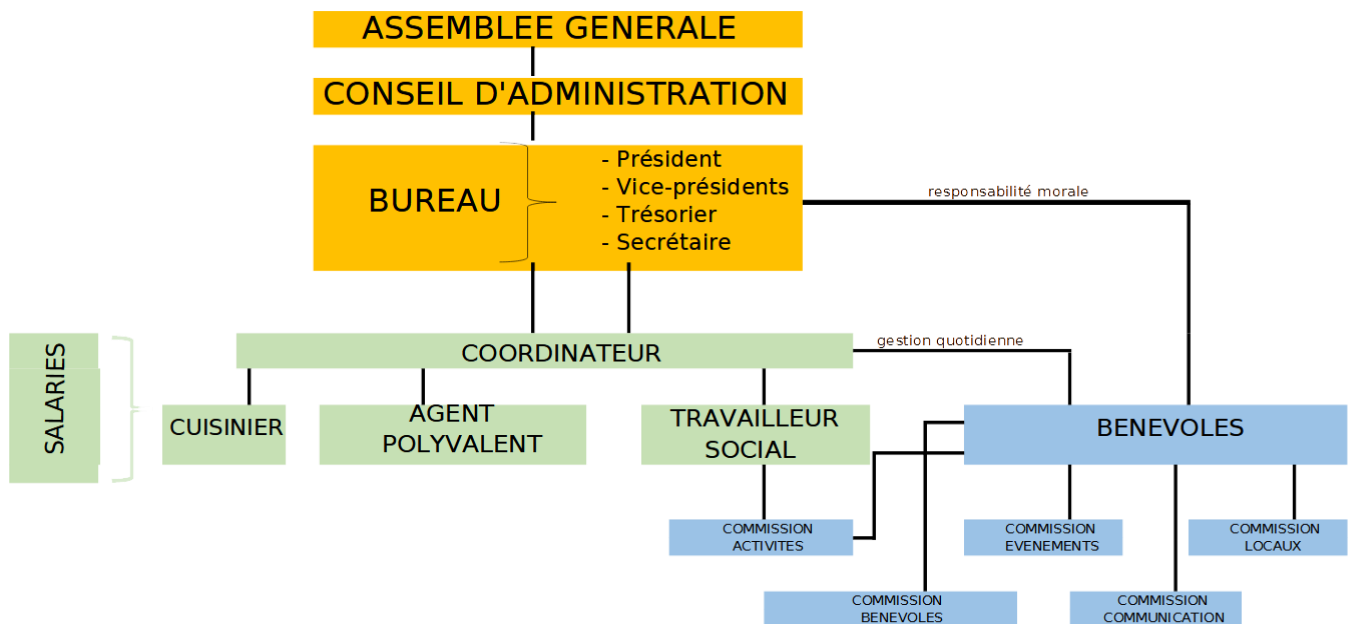 ASSEMBLEE GENERALE
CONSEIL D'ADMINISTRATION
BUREAU
- Président
- Vice-présidents
- Trésorier
- Secrétaire
responsabilité morale
SALARIES
COORDINATEUR
gestion quotidienne
CUISINIER
AGENT
POLYVALENT
TRAVAILLEUR
SOCIAL
BENEVOLES
COMMISSION
ACTIVITES
COMMISSION
EVENEMENTS
COMMISSION
LOCAUX
COMMISSION
BENEVOLES
COMMISSION
COMMUNICATION